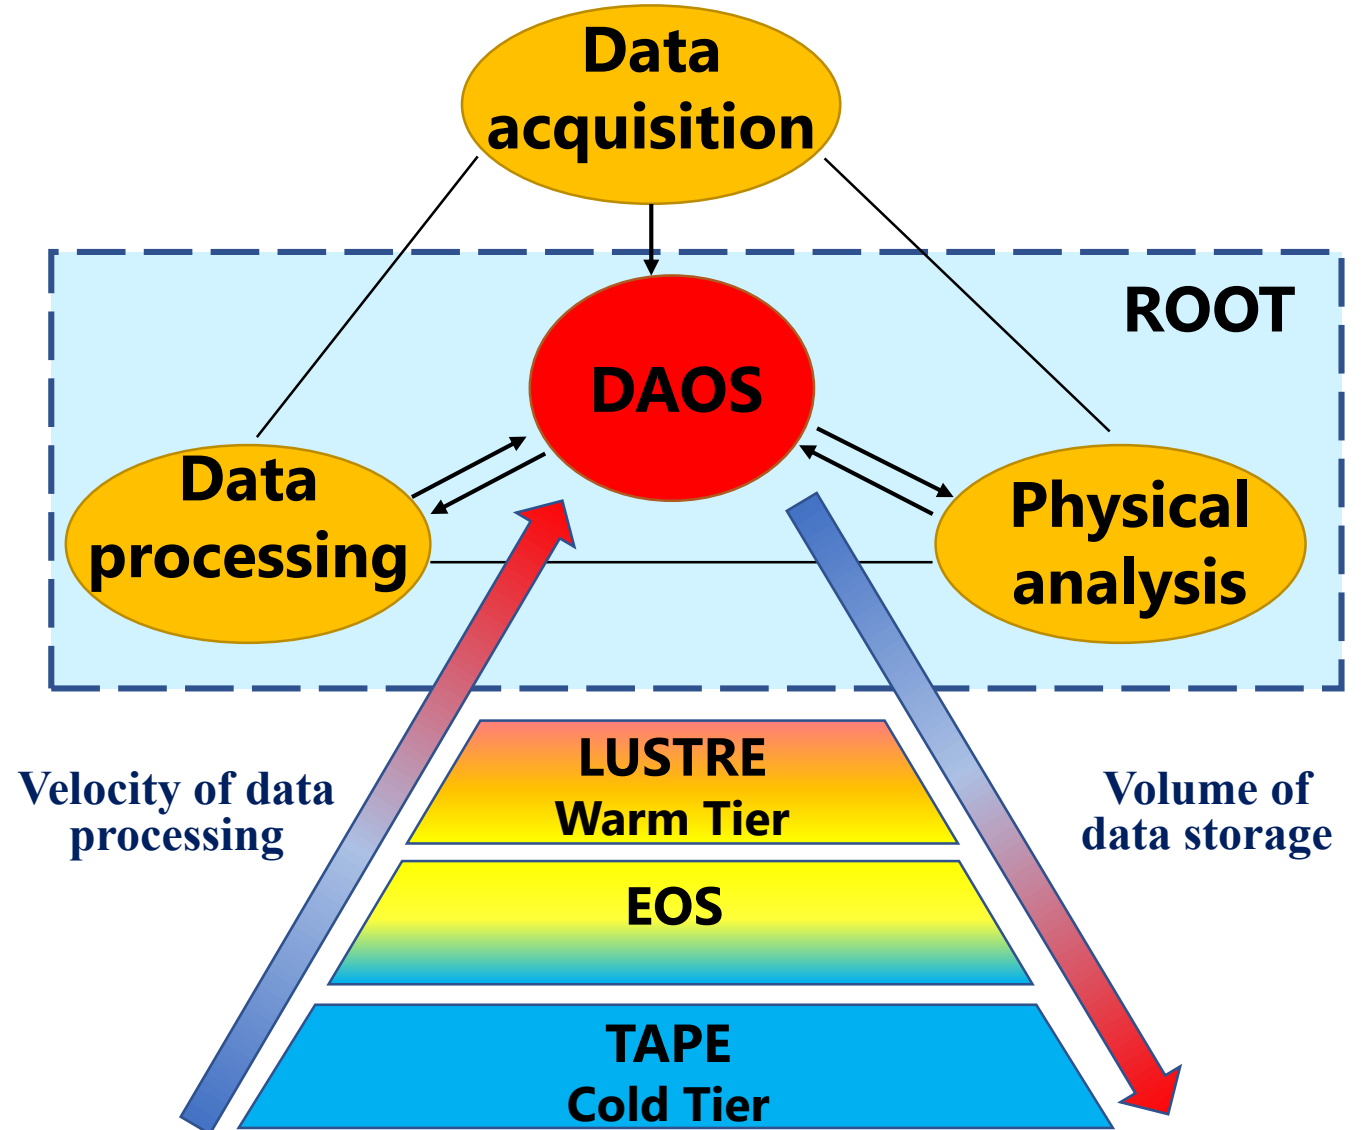 Data
acquisition
ROOT
DAOS
Data
processing
Physical
analysis
LUSTRE
Warm Tier
Velocity of data
processing
Volume of
data storage
EOS
TAPE
Cold Tier